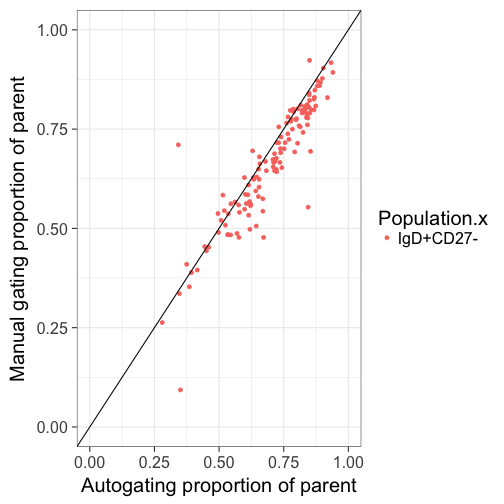 Manual gating proportion of parent
1.00
0.75
0.50
0.25
0.00
0.00 0.25 0.50 0.75 1.00
Autogating proportion of parent
Population.x
IgD+CD27-